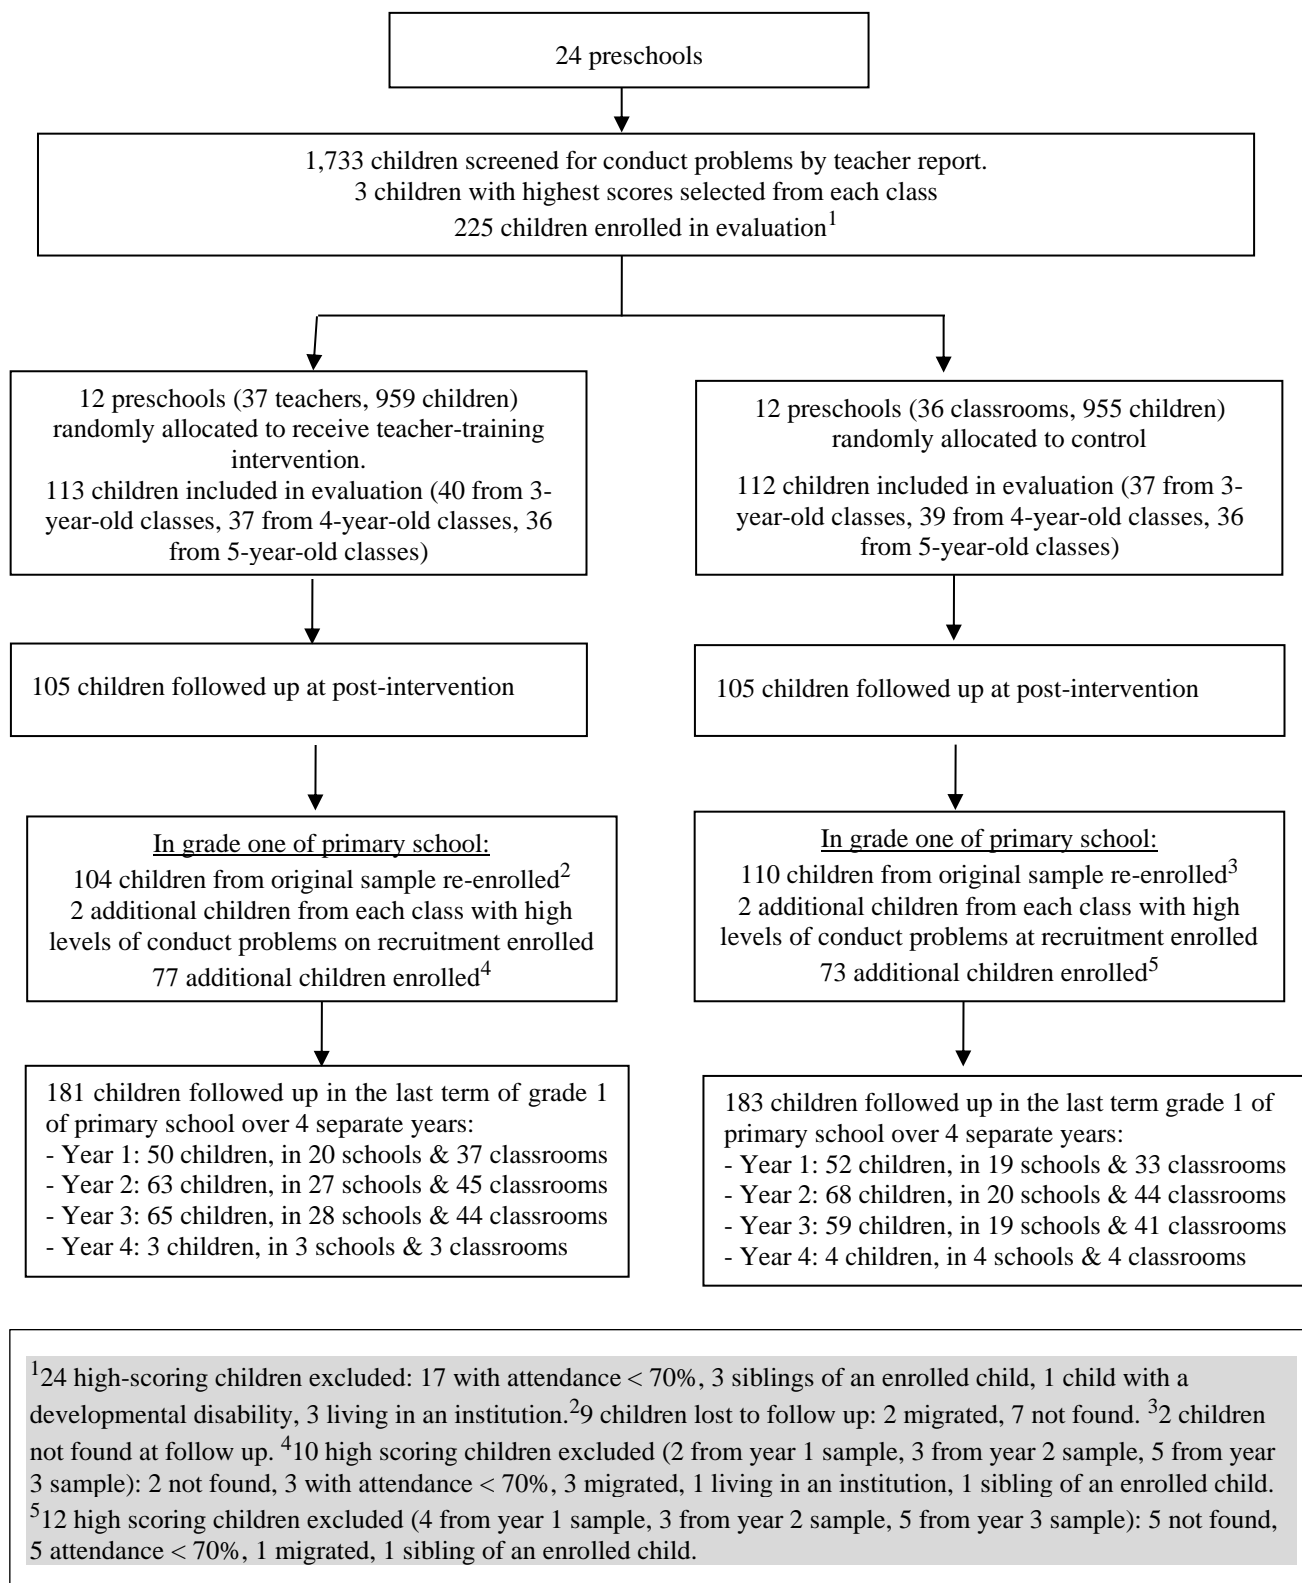 24 preschools
1,733 children screened for conduct problems by teacher report.
3 children with highest scores selected from each class
225 children enrolled in evaluation1
12 preschools (37 teachers, 959 children)
randomly allocated to receive teacher-training
intervention.
113 children included in evaluation (40 from 3-
year-old classes, 37 from 4-year-old classes, 36
from 5-year-old classes)
12 preschools (36 classrooms, 955 children)
randomly allocated to control
112 children included in evaluation (37 from 3-
year-old classes, 39 from 4-year-old classes, 36
from 5-year-old classes)
105 children followed up at post-intervention
105 children followed up at post-intervention
In grade one of primary school:
104 children from original sample re-enrolled2
2 additional children from each class with high
levels of conduct problems on recruitment enrolled
77 additional children enrolled4
In grade one of primary school:
110 children from original sample re-enrolled3
2 additional children from each class with high
levels of conduct problems at recruitment enrolled
73 additional children enrolled5
181 children followed up in the last term of grade 1
of primary school over 4 separate years:
- Year 1: 50 children, in 20 schools & 37 classrooms
- Year 2: 63 children, in 27 schools & 45 classrooms
- Year 3: 65 children, in 28 schools & 44 classrooms
- Year 4: 3 children, in 3 schools & 3 classrooms
183 children followed up in the last term grade 1 of
primary school over 4 separate years:
- Year 1: 52 children, in 19 schools & 33 classrooms
- Year 2: 68 children, in 20 schools & 44 classrooms
- Year 3: 59 children, in 19 schools & 41 classrooms
- Year 4: 4 children, in 4 schools & 4 classrooms
124 high-scoring children excluded: 17 with attendance < 70%, 3 siblings of an enrolled child, 1 child with a
developmental disability, 3 living in an institution.29 children lost to follow up: 2 migrated, 7 not found. 32 children
not found at follow up. 410 high scoring children excluded (2 from year 1 sample, 3 from year 2 sample, 5 from year
3 sample): 2 not found, 3 with attendance < 70%, 3 migrated, 1 living in an institution, 1 sibling of an enrolled child.
512 high scoring children excluded (4 from year 1 sample, 3 from year 2 sample, 5 from year 3 sample): 5 not found,
5 attendance < 70%, 1 migrated, 1 sibling of an enrolled child.